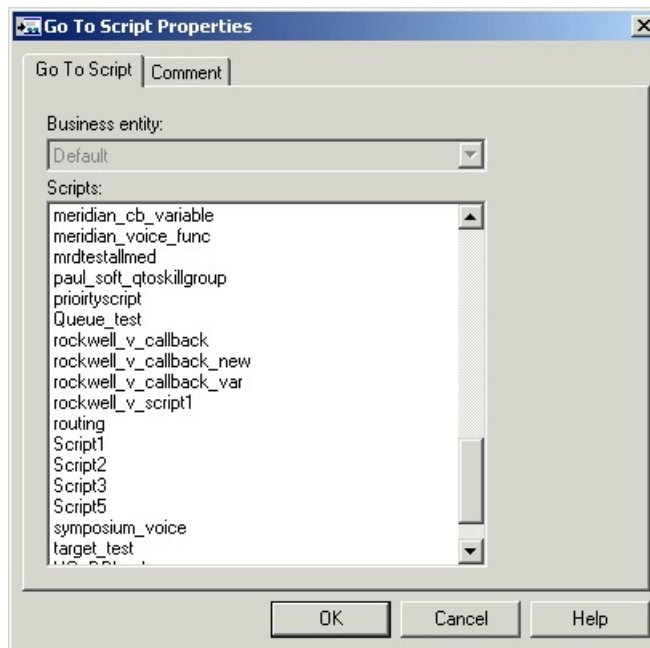 Go To Script Properties
Go To Script
Comment
Business entity:
Default
Scripts:
meridian_cb_variable
meridian_voice_func
mrdtestallmed
paul_soft_qtoskillgroup
prioirtyscript
Queue_test
rockwell_v_callback
rockwell_v_callback_new
rockwell_v_callback_var
rockwell_v_script1
routing
Script1
Script2
Script3
Script5
symposium_voice
target_test
OK
Cancel
Help